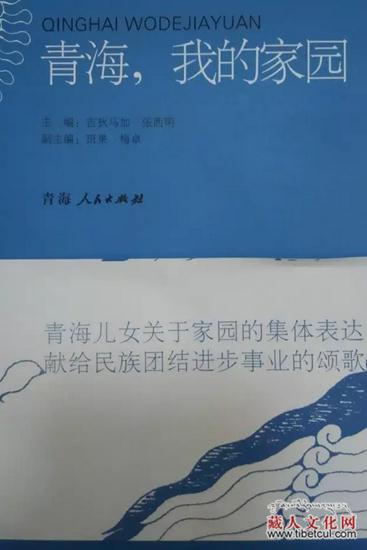 QINGHAI WODEJIAYUAN
青海，我的家园
主 编：吉狄马加 张西明
副主编：班果 梅卓
青海人民出版社
青海儿女关于家园的集体表达
献给民族团结进步事业的颂歌
藏人文化网
www.tibetcul.com